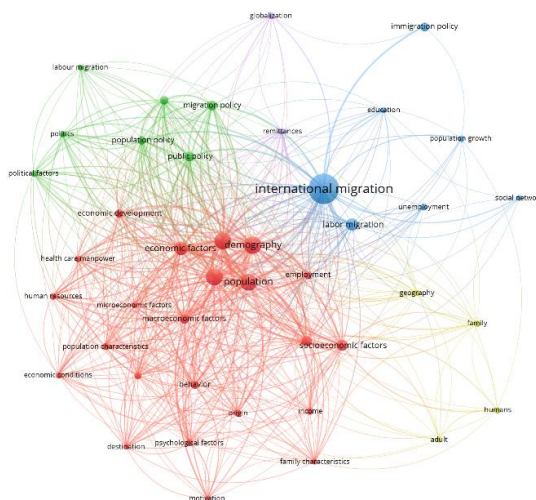 globalization
immigration policy
labour migration
migration policy
education
politics
population policy
remittances
population growth
public policy
political factors
international migration
social netwo
economic development
unemployment
labor migration
economic factors
demography
health care manpower
employment
population
human resources
microeconomic factors
geography
macroeconomic factors
family
population characteristics
socioeconomic factors
economic conditions
behavior
origin
income
humans
adult
destination
psychological factors
family characteristics
motivation